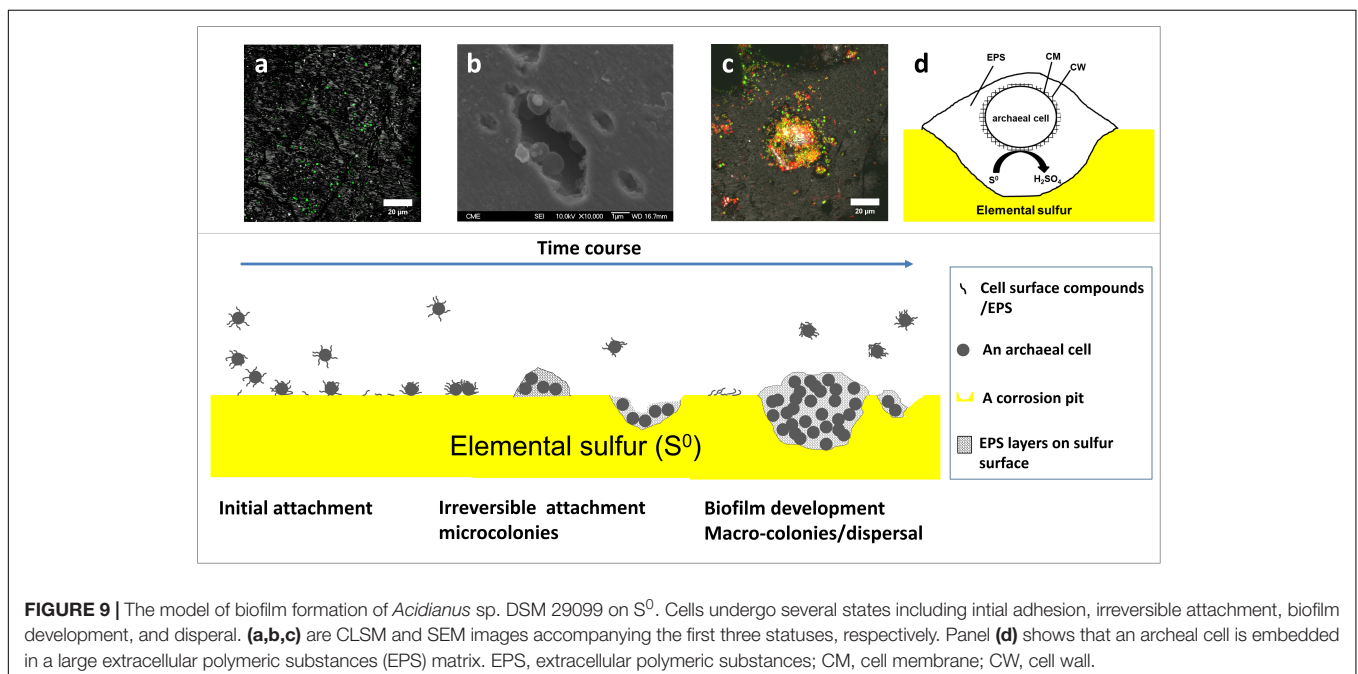 a
b
c
d
EPS
CM
CW
archaeal cell
S⁰
H₂SO₄
Elemental sulfur
20 µm
CME SEI 10.0kV X10,000 1µm WD 16.7mm
20 µm
Time course
Cell surface compounds
/EPS
An archaeal cell
A corrosion pit
EPS layers on sulfur
surface
Elemental sulfur (S⁰)
Initial attachment
Irreversible attachment
microcolonies
Biofilm development
Macro-colonies/dispersal
FIGURE 9 | The model of biofilm formation of Acidianus sp. DSM 29099 on S⁰. Cells undergo several states including intial adhesion, irreversible attachment, biofilm
development, and disperal. (a,b,c) are CLSM and SEM images accompanying the first three statuses, respectively. Panel (d) shows that an archeal cell is embedded
in a large extracellular polymeric substances (EPS) matrix. EPS, extracellular polymeric substances; CM, cell membrane; CW, cell wall.